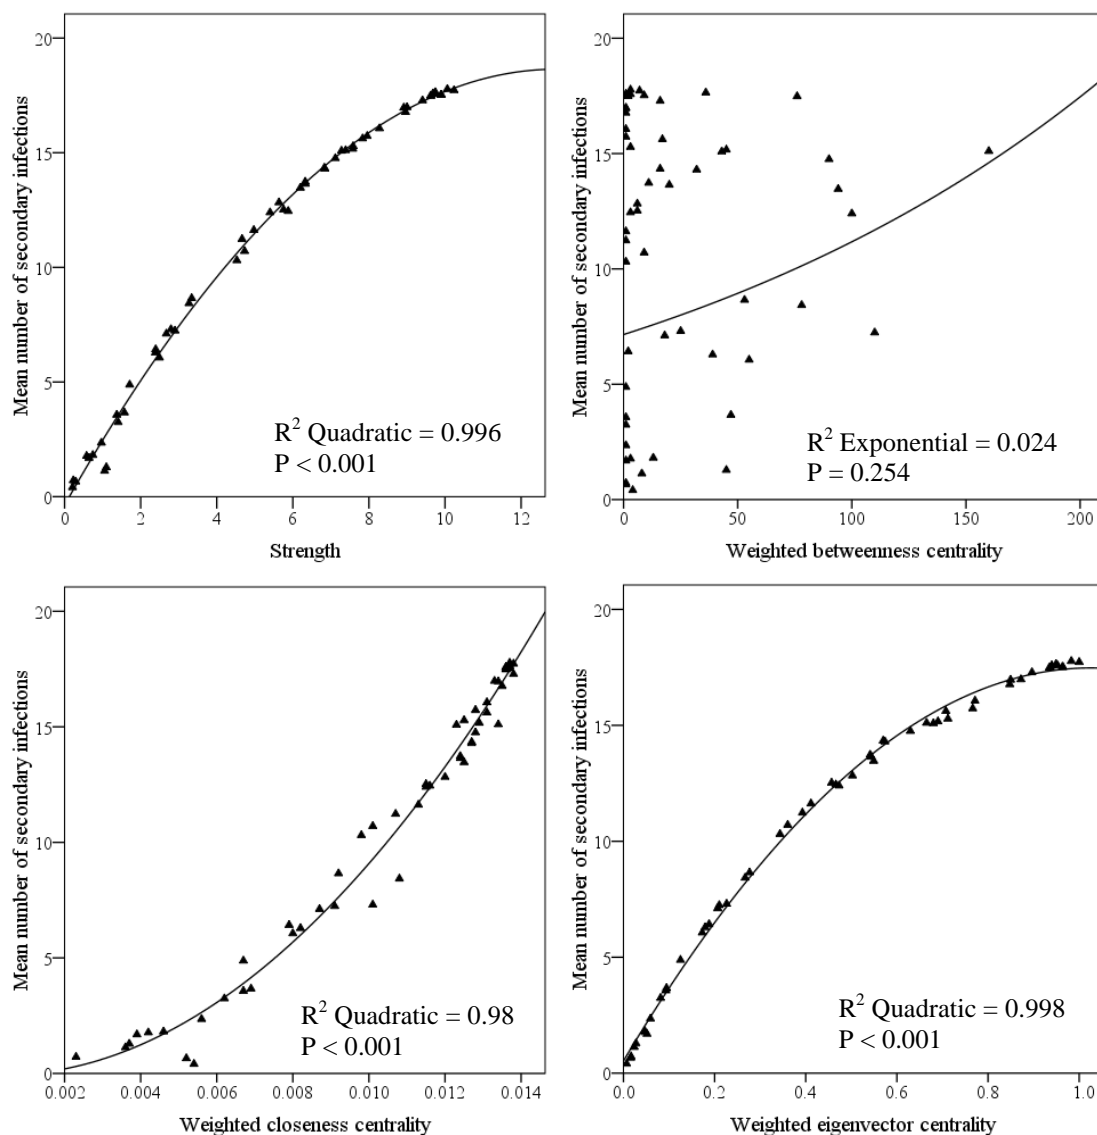 20
15
10
5
0
Mean number of secondary infections
R² Quadratic = 0.996
P < 0.001
0 2 4 6 8 10 12
Strength
20
15
10
5
0
Mean number of secondary infections
R² Exponential = 0.024
P = 0.254
0 50 100 150 200
Weighted betweenness centrality
20
15
10
5
0
Mean number of secondary infections
R² Quadratic = 0.98
P < 0.001
0.002 0.004 0.006 0.008 0.010 0.012 0.014
Weighted closeness centrality
20
15
10
5
0
Mean number of secondary infections
R² Quadratic = 0.998
P < 0.001
0.0 0.2 0.4 0.6 0.8 1.0
Weighted eigenvector centrality